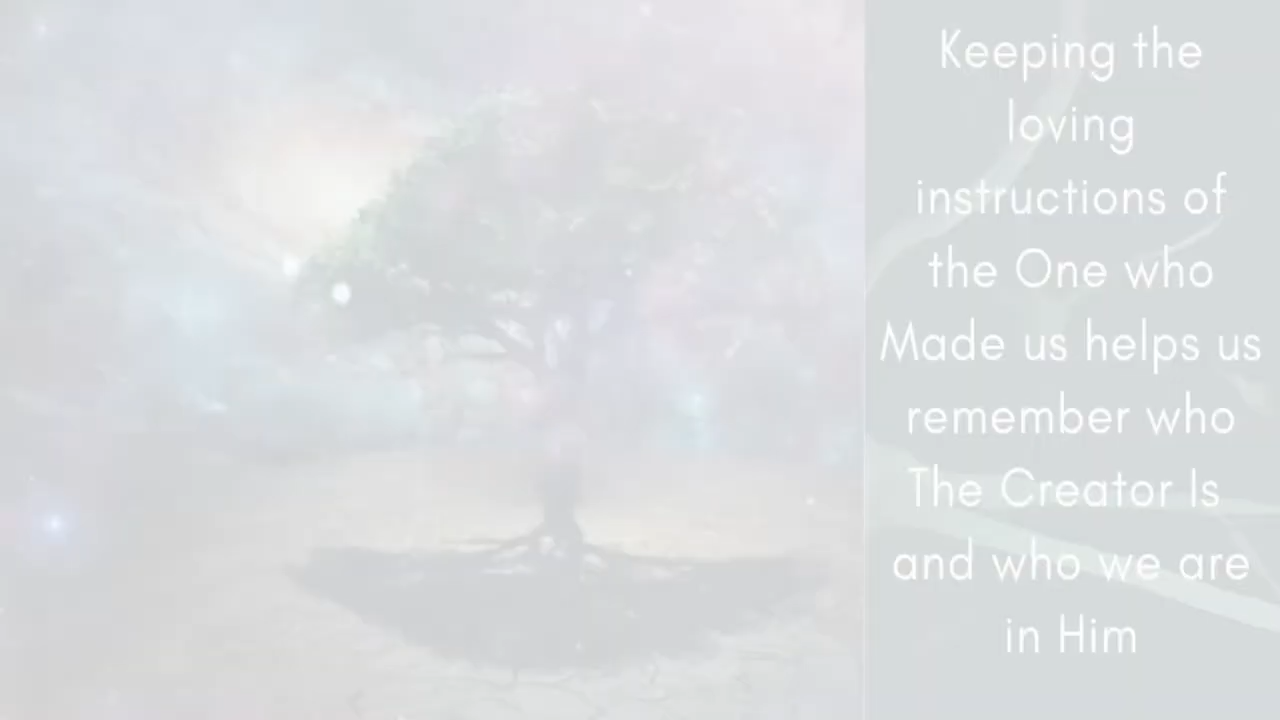 Keeping the
loving
instructions of
the One who
Made us helps us
remember who
The Creator Is
and who we are
in Him